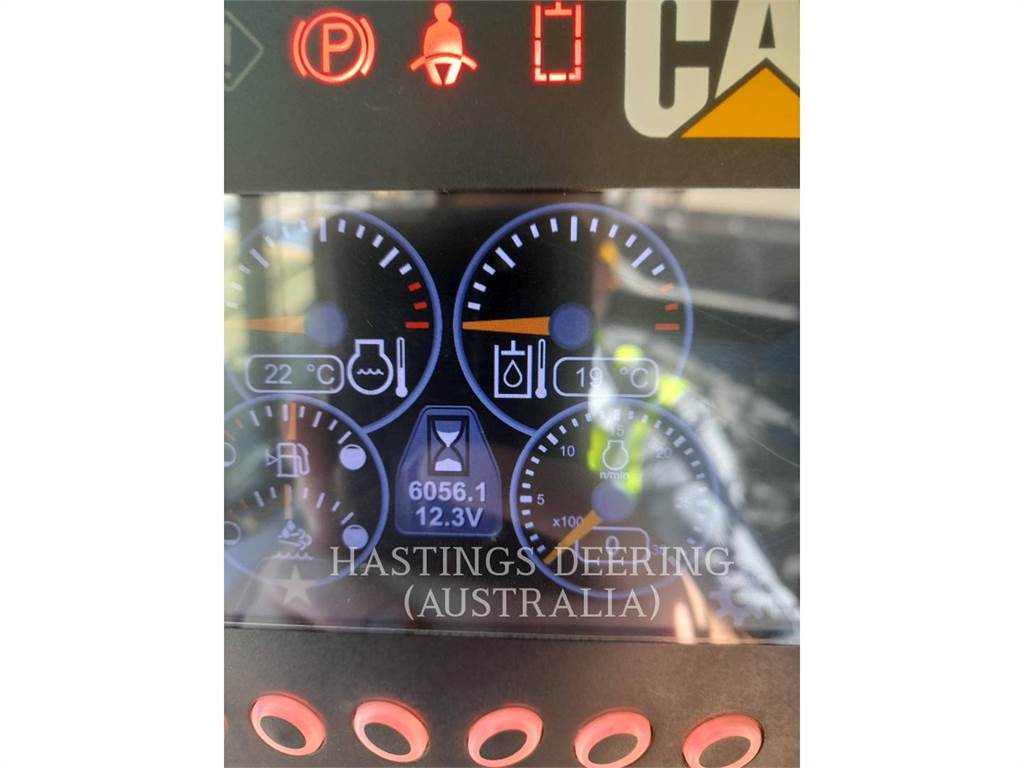 P
CA
22 °C
19 °C
6056.1
12.3V
5
10
15
20
n/min
x100
0
HASTINGS DEERING
(AUSTRALIA)